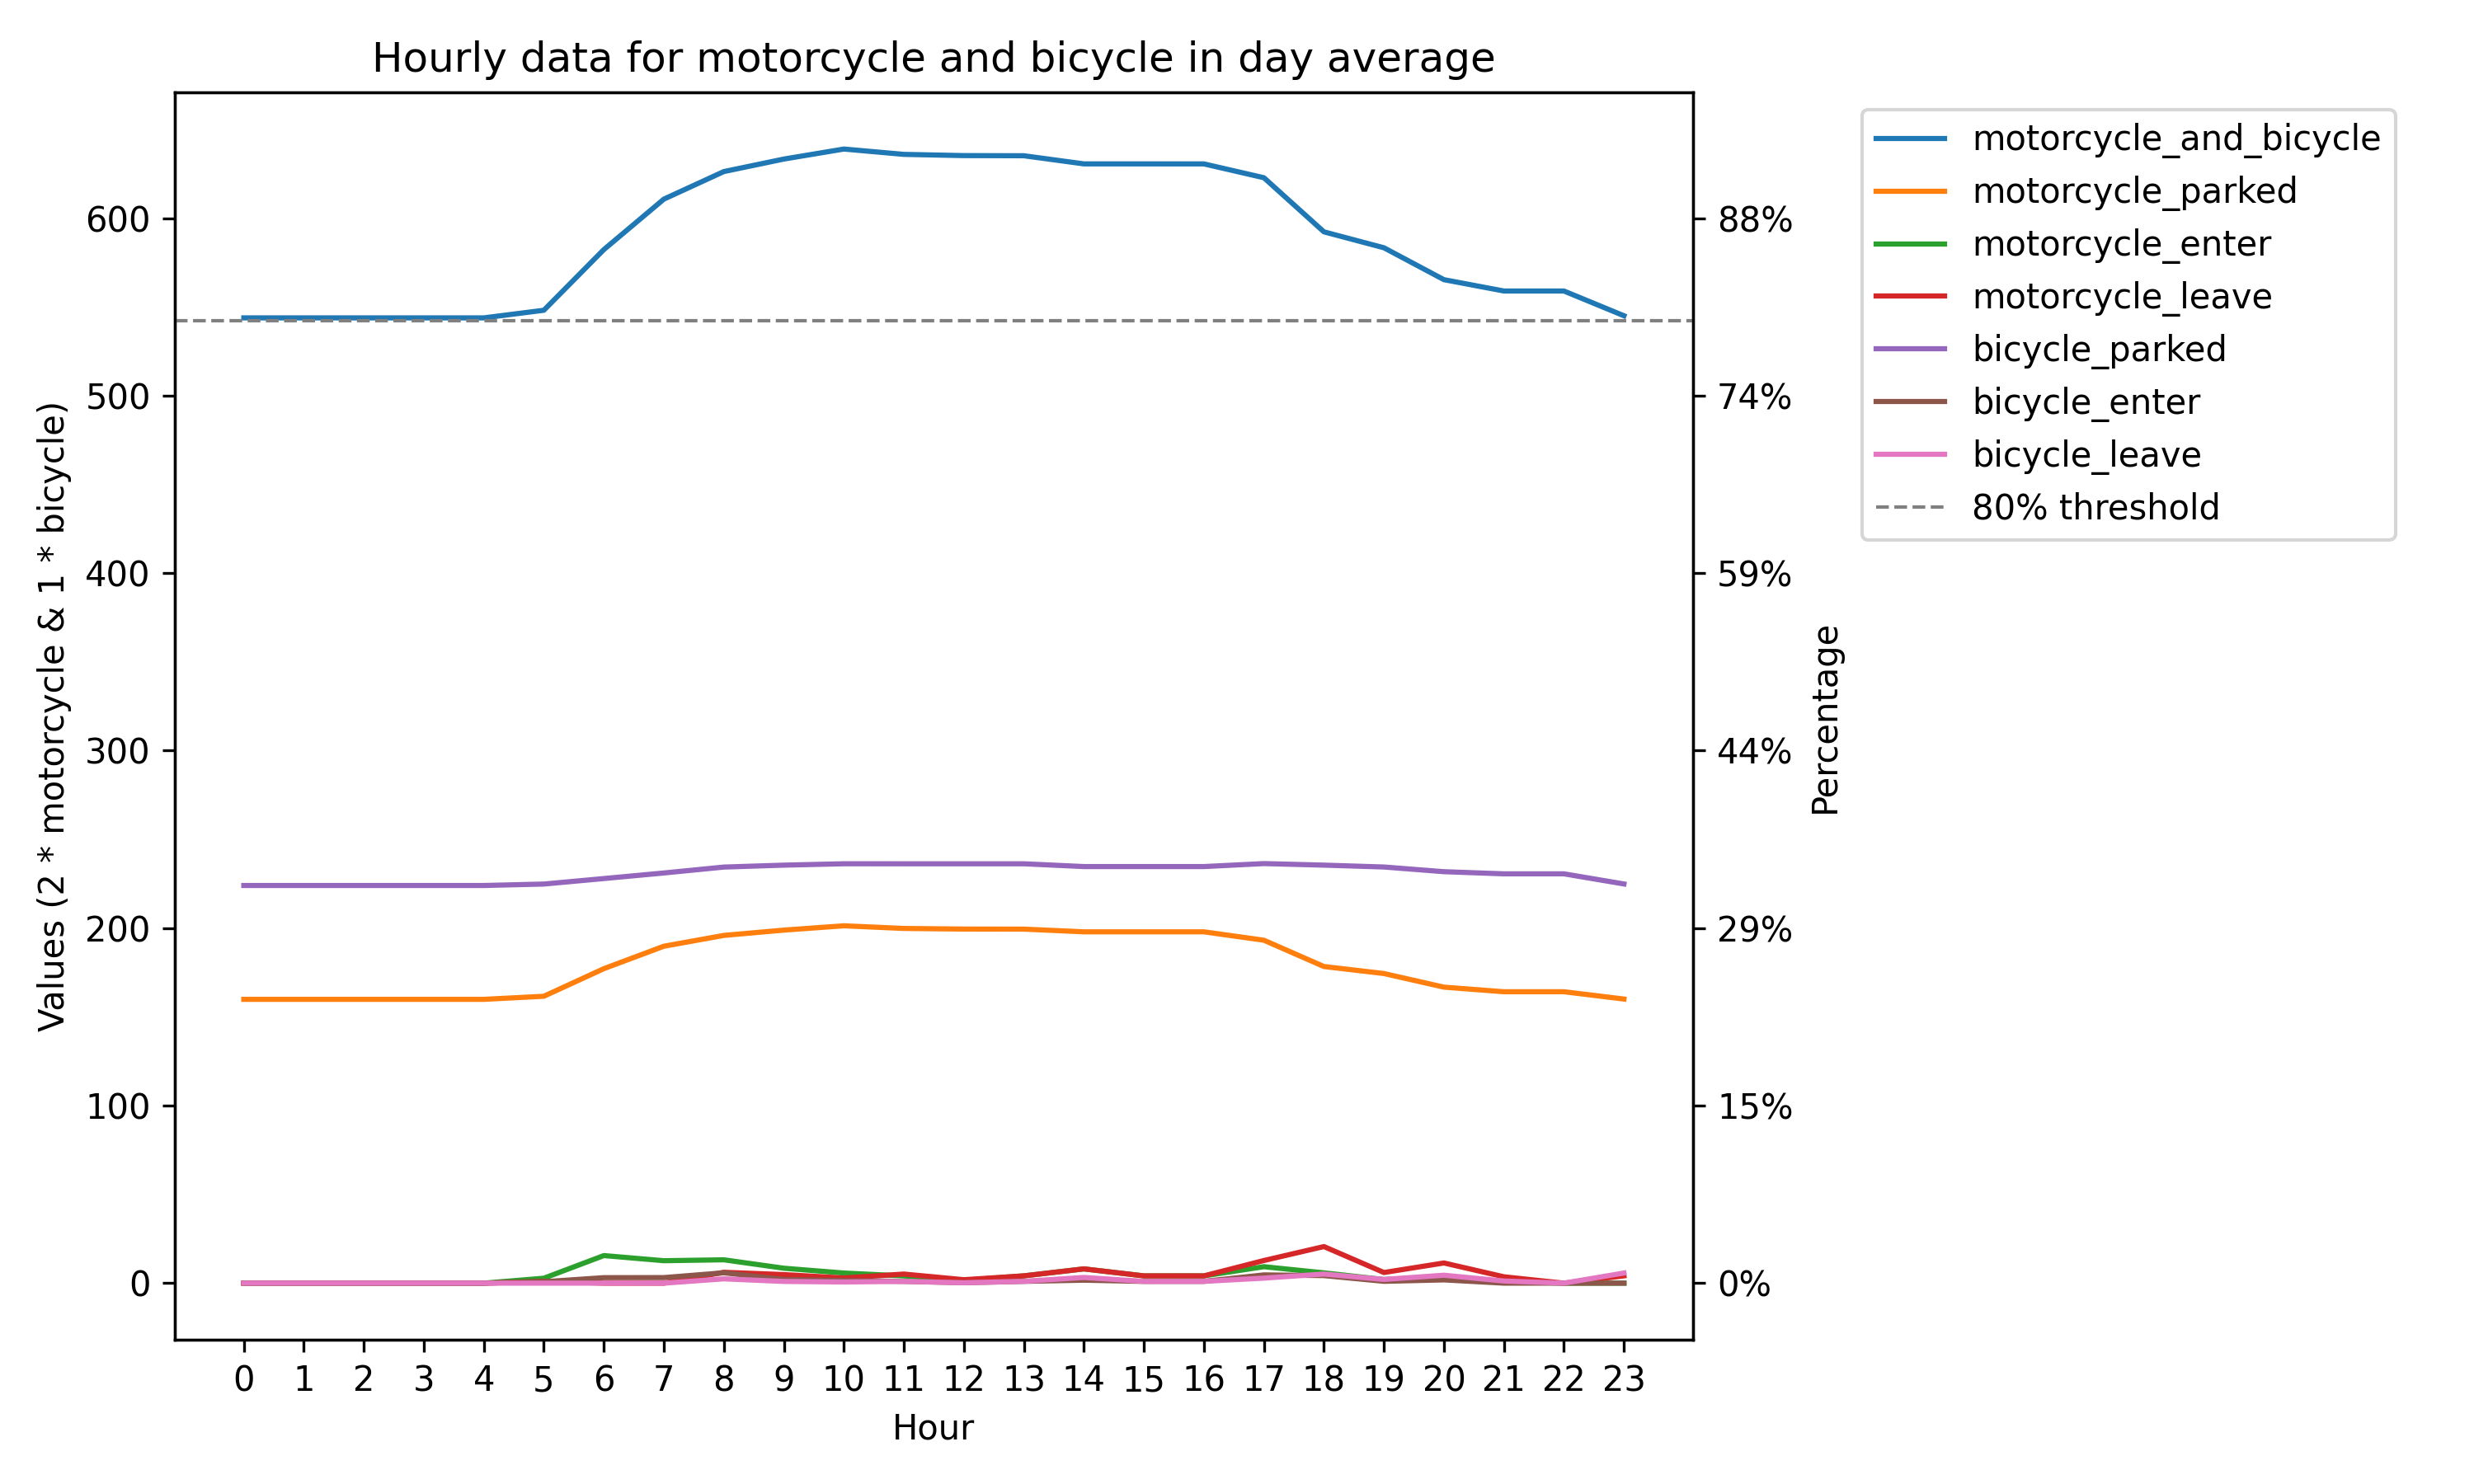 Hourly data for motorcycle and bicycle in day average
Values (2 * motorcycle & 1 * bicycle)
600
500
400
300
200
100
0
88%
74%
59%
44%
29%
15%
0%
Percentage
0 1 2 3 4 5 6 7 8 9 10 11 12 13 14 15 16 17 18 19 20 21 22 23
Hour
motorcycle_and_bicycle
motorcycle_parked
motorcycle_enter
motorcycle_leave
bicycle_parked
bicycle_enter
bicycle_leave
80% threshold